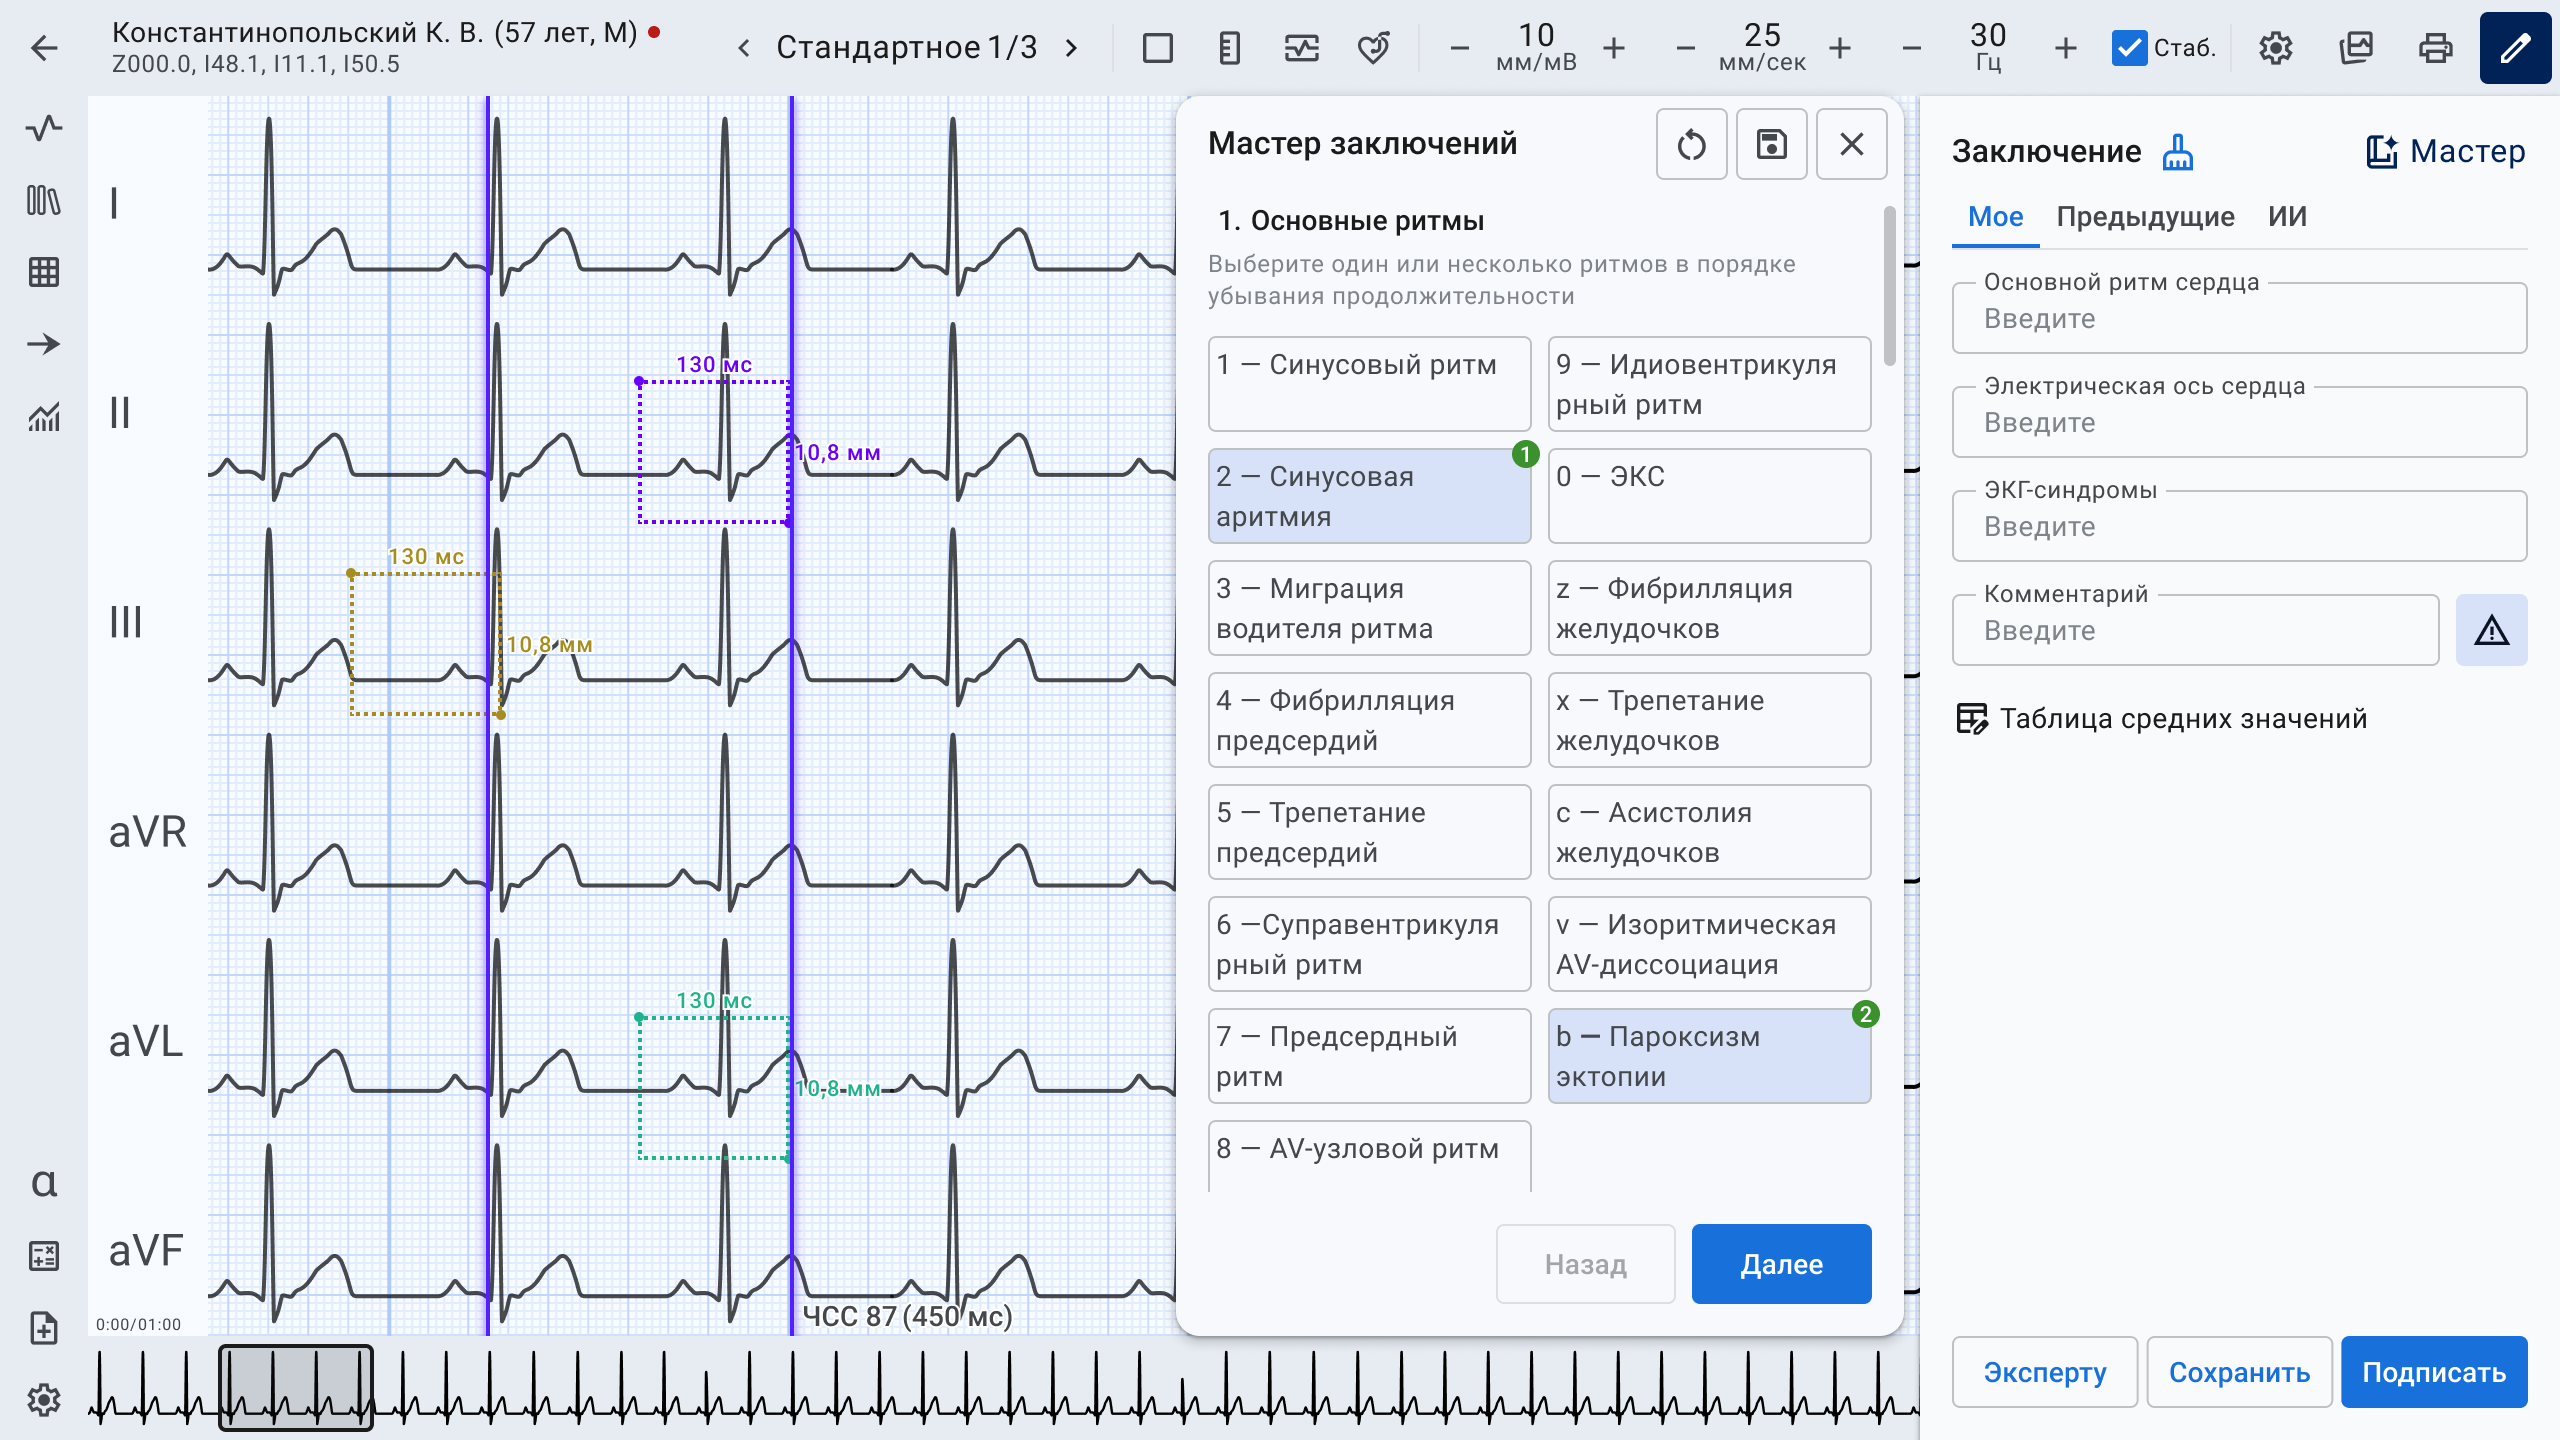 Константинопольский К. В. (57 лет, М)
Z000.0, I48.1, I11.1, I50.5
Стандартное 1/3
10
мм/мВ
25
мм/сек
30
Гц
Стаб.
I
II
III
aVR
aVL
aVF
130 мс
10,8 мм
130 мс
10,8 мм
130 мс
10,8 мм
ЧСС 87 (450 мс)
0:00/01:00
α
Мастер заключений
1. Основные ритмы
Выберите один или несколько ритмов в порядке
убывания продолжительности
1 — Синусовый ритм
2 — Синусовая
аритмия
1
3 — Миграция
водителя ритма
4 — Фибрилляция
предсердий
5 — Трепетание
предсердий
6 —Суправентрикуля
рный ритм
7 — Предсердный
ритм
8 — AV-узловой ритм
9 — Идиовентрикуля
рный ритм
0 — ЭКС
z — Фибрилляция
желудочков
x — Трепетание
желудочков
c — Асистолия
желудочков
v — Изоритмическая
AV-диссоциация
b — Пароксизм
эктопии
2
Назад
Далее
Заключение
Мастер
Мое
Предыдущие
ИИ
Основной ритм сердца
Введите
Электрическая ось сердца
Введите
ЭКГ-синдромы
Введите
Комментарий
Введите
Таблица средних значений
Эксперту
Сохранить
Подписать